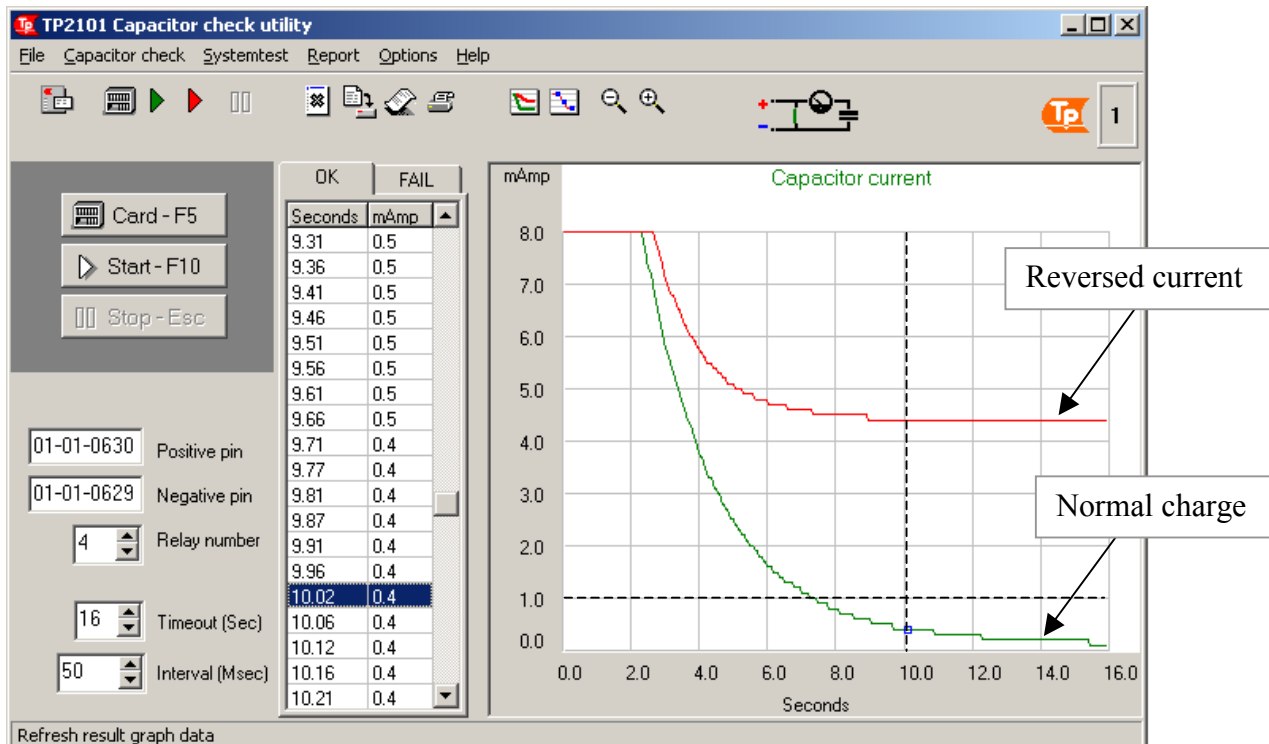 TP2101 Capacitor check utility
File Capacitor check Systemtest Report Options Help
Tp 1
Card - F5
Start - F10
Stop - Esc
01-01-0630 Positive pin
01-01-0629 Negative pin
4 Relay number
16 Timeout (Sec)
50 Interval (Msec)
OK FAIL
Seconds mAmp
9.31 0.5
9.36 0.5
9.41 0.5
9.46 0.5
9.51 0.5
9.56 0.5
9.61 0.5
9.66 0.5
9.71 0.4
9.77 0.4
9.81 0.4
9.87 0.4
9.91 0.4
9.96 0.4
10.02 0.4
10.06 0.4
10.12 0.4
10.16 0.4
10.21 0.4
mAmp Capacitor current
8.0
7.0
6.0
5.0
4.0
3.0
2.0
1.0
0.0
0.0 2.0 4.0 6.0 8.0 10.0 12.0 14.0 16.0
Seconds
Reversed current
Normal charge
Refresh result graph data